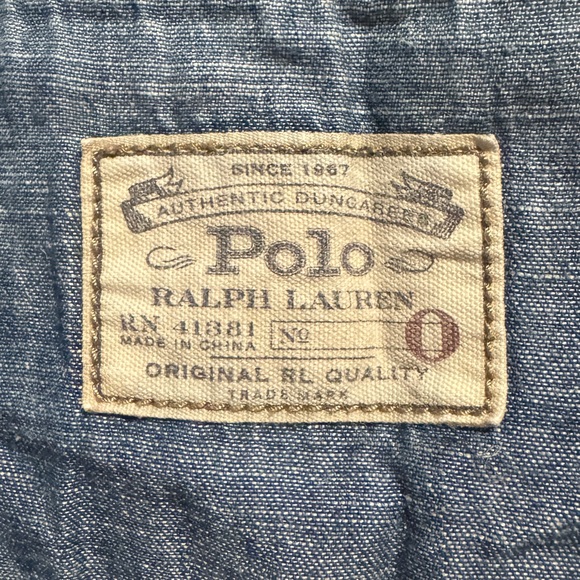 SINCE 1967
AUTHENTIC DUNGAREES
Polo
RALPH LAUREN
RN 41381 No 0
MADE IN CHINA
ORIGINAL RL QUALITY
TRADE MARK